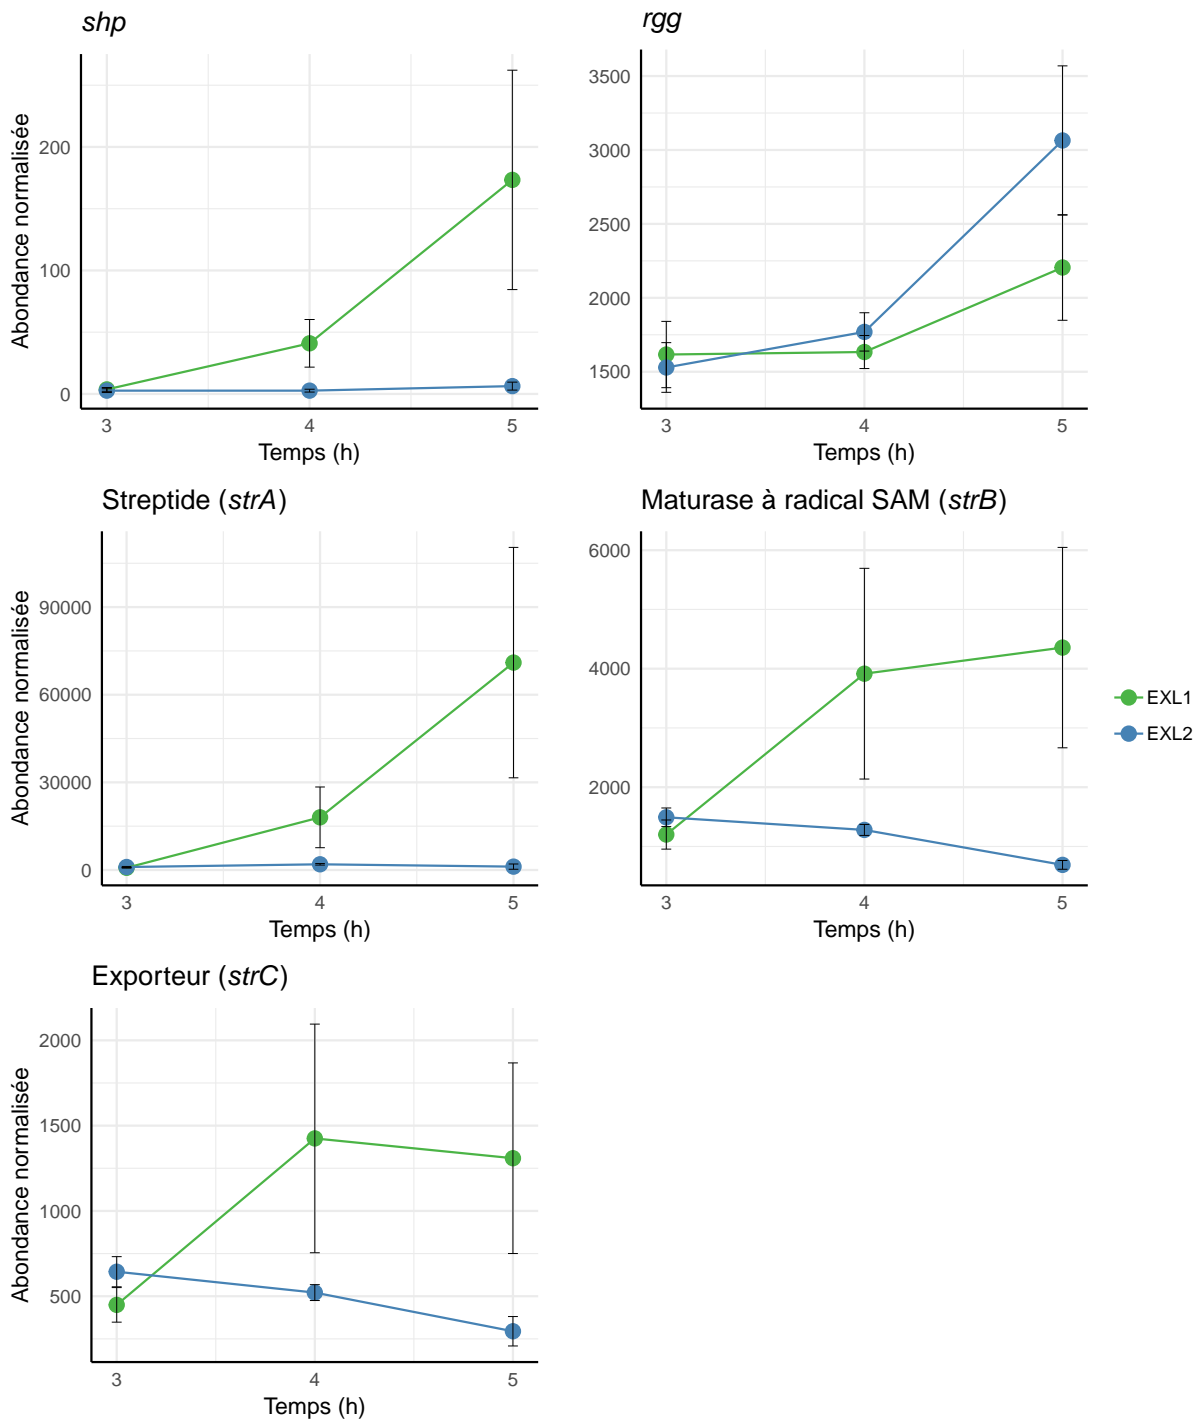 shp
Abondance normalisée
200
100
0
3 4 5
Temps (h)
rgg
3500
3000
2500
2000
1500
3 4 5
Temps (h)
Streptide (strA)
Abondance normalisée
90000
60000
30000
0
3 4 5
Temps (h)
Maturase à radical SAM (strB)
6000
4000
2000
3 4 5
Temps (h)
EXL1
EXL2
Exporteur (strC)
Abondance normalisée
2000
1500
1000
500
3 4 5
Temps (h)